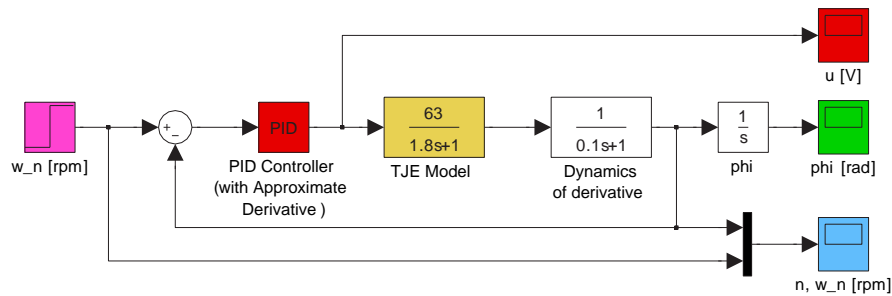 u [V]
w_n [rpm]
+
−
PID
PID Controller
(with Approximate
Derivative )
63
1.8s+1
TJE Model
1
0.1s+1
Dynamics
of derivative
1
s
phi
phi [rad]
n, w_n [rpm]